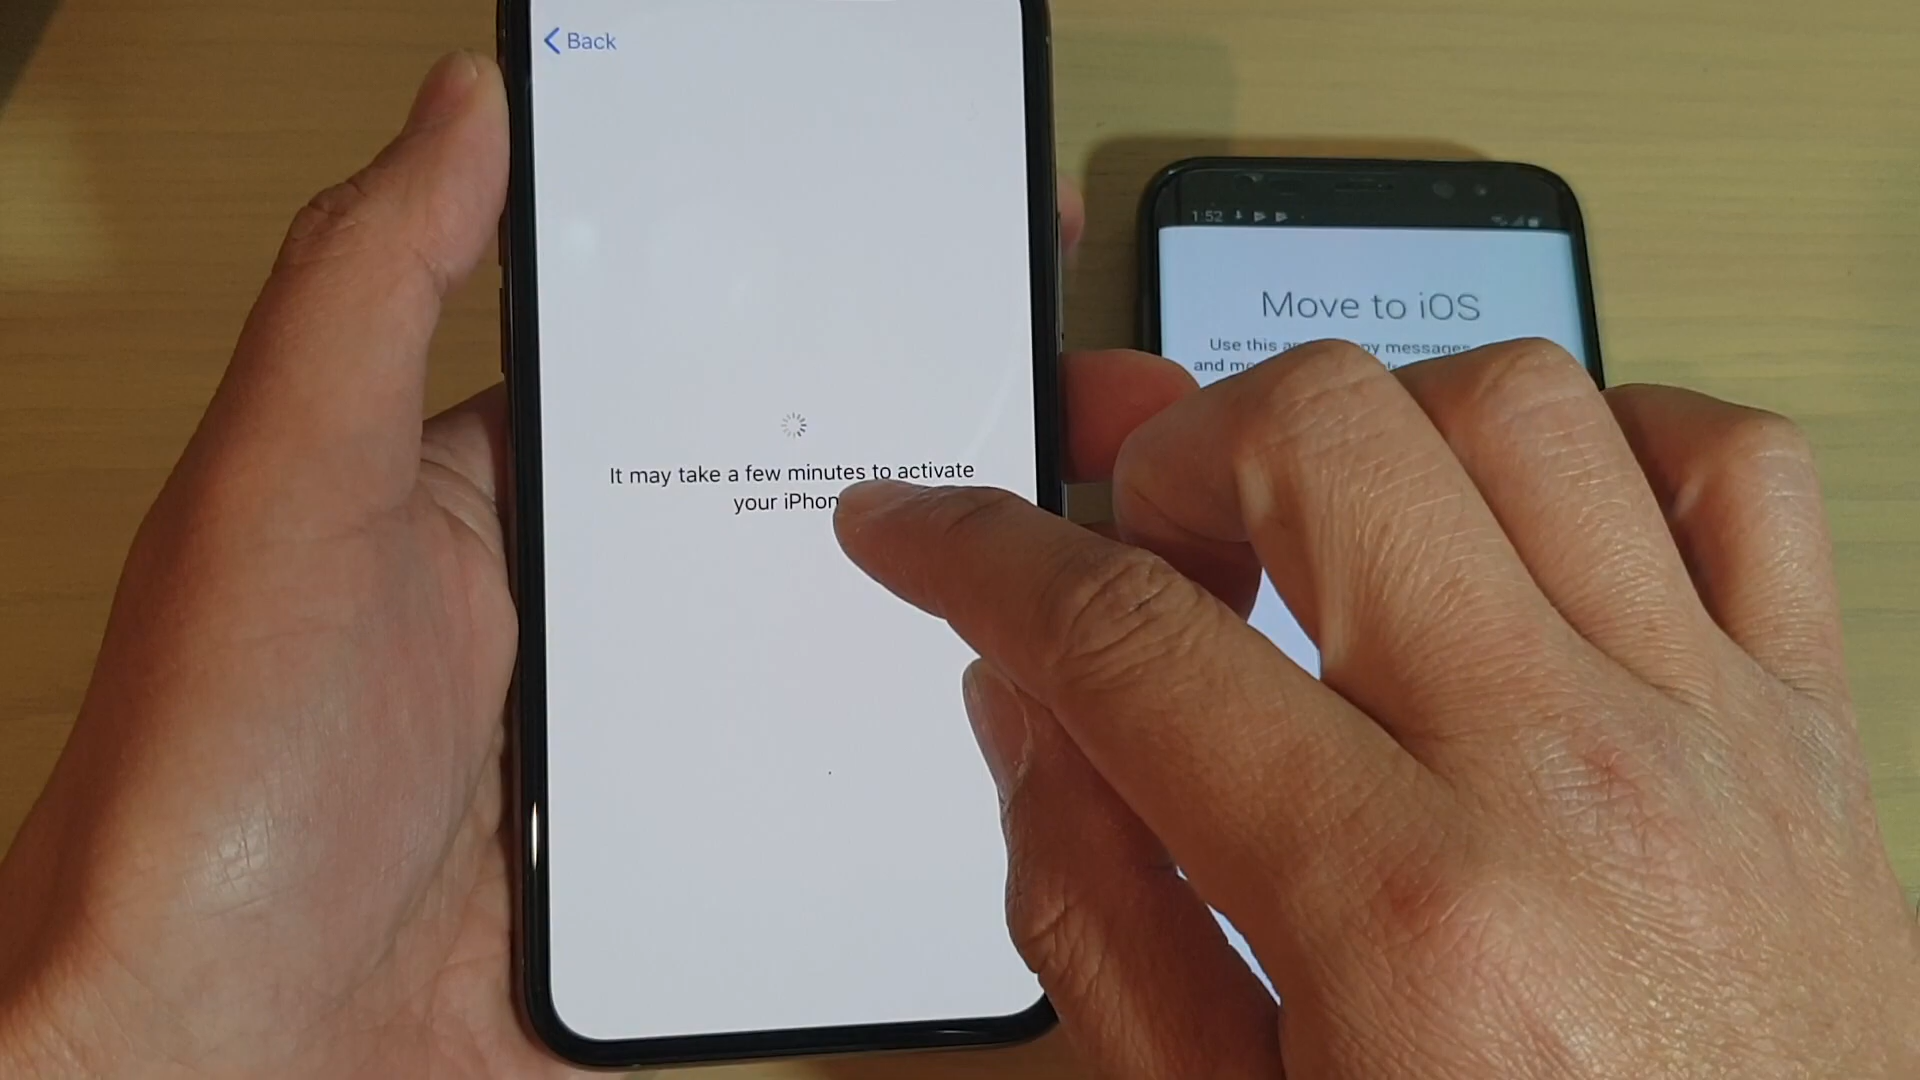 Back
It may take a few minutes to activate
your iPhon
1:52
Move to iOS
Use this messages
and